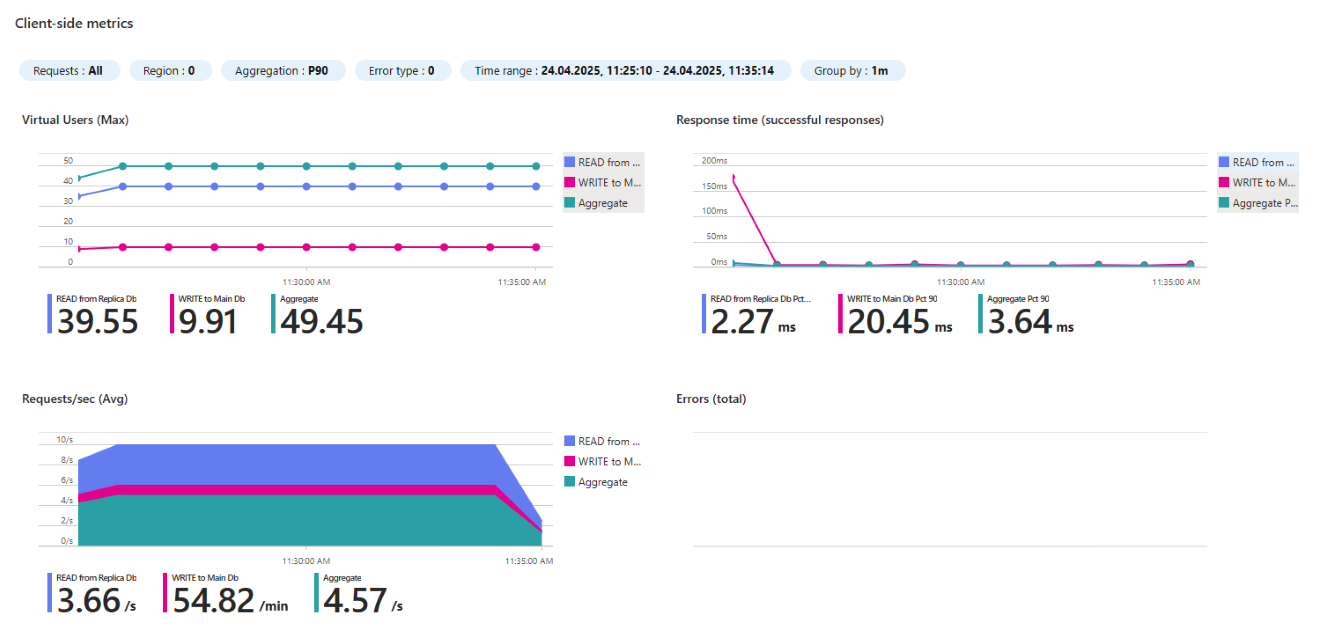 Client-side metrics
Requests : All Region : 0 Aggregation : P90 Error type : 0 Time range : 24.04.2025, 11:25:10 - 24.04.2025, 11:35:14 Group by : 1m
Virtual Users (Max)
50
40
30
20
10
0
11:30:00 AM 11:35:00 AM
READ from ...
WRITE to M...
Aggregate
READ from Replica Db WRITE to Main Db Aggregate
39.55 9.91 49.45
Response time (successful responses)
200ms
150ms
100ms
50ms
0ms
11:30:00 AM 11:35:00 AM
READ from ...
WRITE to M...
Aggregate P...
READ from Replica Db Pct... WRITE to Main Db Pct 90 Aggregate Pct 90
2.27 ms 20.45 ms 3.64 ms
Requests/sec (Avg)
10/s
8/s
6/s
4/s
2/s
0/s
11:30:00 AM 11:35:00 AM
READ from ...
WRITE to M...
Aggregate
READ from Replica Db WRITE to Main Db Aggregate
3.66 /s 54.82 /min 4.57 /s
Errors (total)